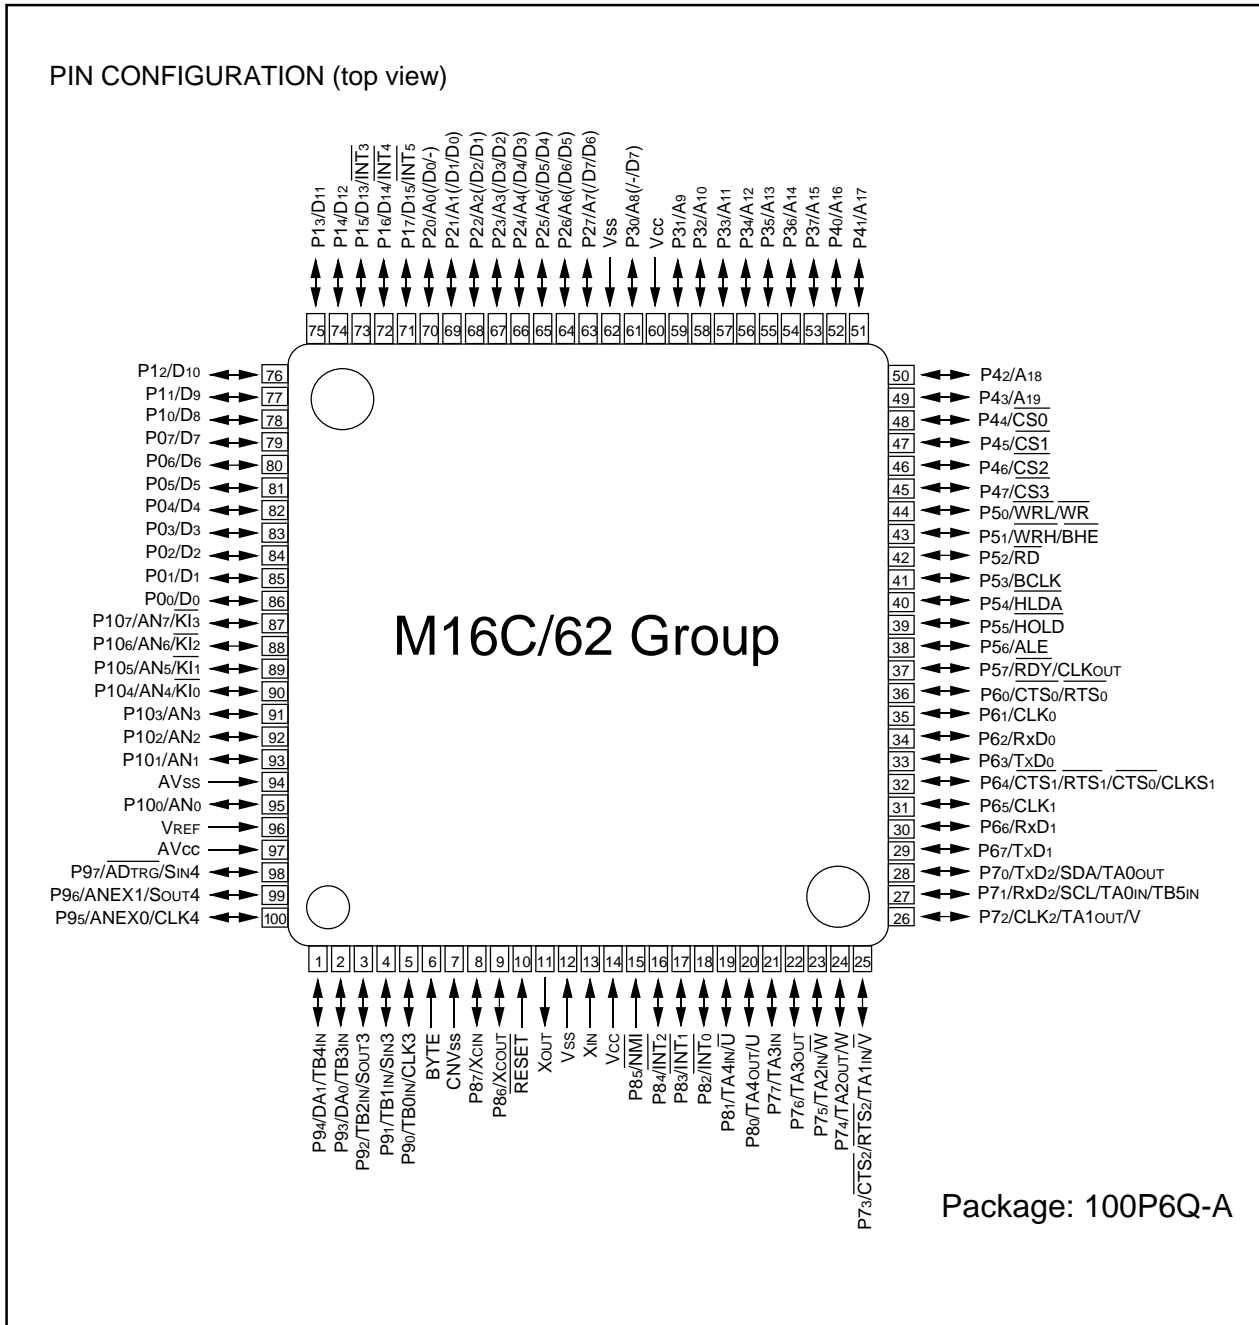 PIN CONFIGURATION (top view)
P13/D11
P14/D12
P15/D13/INT3
P16/D14/INT4
P17/D15/INT5
P20/A0(/D0/-)
P21/A1(/D1/D0)
P22/A2(/D2/D1)
P23/A3(/D3/D2)
P24/A4(/D4/D3)
P25/A5(/D5/D4)
P26/A6(/D6/D5)
P27/A7(/D7/D6)
Vss
P30/A8(/-/D7)
Vcc
P31/A9
P32/A10
P33/A11
P34/A12
P35/A13
P36/A14
P37/A15
P40/A16
P41/A17
75 74 73 72 71 70 69 68 67 66 65 64 63 62 61 60 59 58 57 56 55 54 53 52 51
P12/D10 76
P11/D9 77
P10/D8 78
P07/D7 79
P06/D6 80
P05/D5 81
P04/D4 82
P03/D3 83
P02/D2 84
P01/D1 85
P00/D0 86
P107/AN7/KI3 87
P106/AN6/KI2 88
P105/AN5/KI1 89
P104/AN4/KI0 90
P103/AN3 91
P102/AN2 92
P101/AN1 93
AVSS 94
P100/AN0 95
VREF 96
AVcc 97
P97/ADTRG/SIN4 98
P96/ANEX1/SOUT4 99
P95/ANEX0/CLK4 100
M16C/62 Group
50 P42/A18
49 P43/A19
48 P44/CS0
47 P45/CS1
46 P46/CS2
45 P47/CS3
44 P50/WRL/WR
43 P51/WRH/BHE
42 P52/RD
41 P53/BCLK
40 P54/HLDA
39 P55/HOLD
38 P56/ALE
37 P57/RDY/CLKOUT
36 P60/CTS0/RTS0
35 P61/CLK0
34 P62/RxD0
33 P63/TXD0
32 P64/CTS1/RTS1/CTS0/CLKS1
31 P65/CLK1
30 P66/RxD1
29 P67/TXD1
28 P70/TXD2/SDA/TA0OUT
27 P71/RxD2/SCL/TA0IN/TB5IN
26 P72/CLK2/TA1OUT/V
1 2 3 4 5 6 7 8 9 10 11 12 13 14 15 16 17 18 19 20 21 22 23 24 25
P94/DA1/TB4IN
P93/DA0/TB3IN
P92/TB2IN/SOUT3
P91/TB1IN/SIN3
P90/TB0IN/CLK3
BYTE
CNVss
P87/XCIN
P86/XCOUT
RESET
XOUT
VSS
XIN
VCC
P85/NMI
P84/INT2
P83/INT1
P82/INT0
P81/TA4IN/U
P80/TA4OUT/U
P77/TA3IN
P76/TA3OUT
P75/TA2IN/W
P74/TA2OUT/W
P73/CTS2/RTS2/TA1IN/V
Package: 100P6Q-A